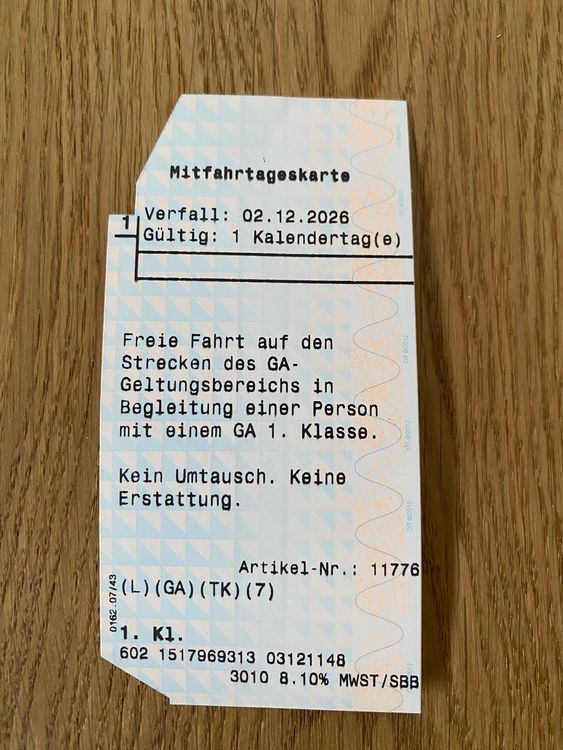 Mitfahrtageskarte
Verfall: 02.12.2026
1
Gültig: 1 Kalendertag(e)
Freie Fahrt auf den
Strecken des GA-
Geltungsbereichs in
Begleitung einer Person
mit einem GA 1. Klasse.
Kein Umtausch. Keine
Erstattung.
Artikel-Nr.: 11776
(L)(GA)(TK)(7)
0162.07/43
1. Kl.
602 1517969313 03121148
3010 8.10% MWST/SBB